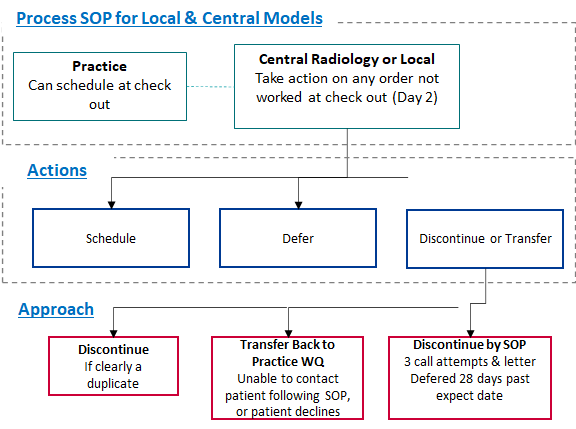 Process SOP for Local & Central Models
Practice
Can schedule at check
out
Central Radiology or Local
Take action on any order not
worked at check out (Day 2)
Actions
Schedule
Defer
Discontinue or Transfer
Approach
Discontinue
If clearly a
duplicate
Transfer Back to
Practice WQ
Unable to contact
patient following SOP,
or patient declines
Discontinue by SOP
3 call attempts & letter
Defered 28 days past
expect date